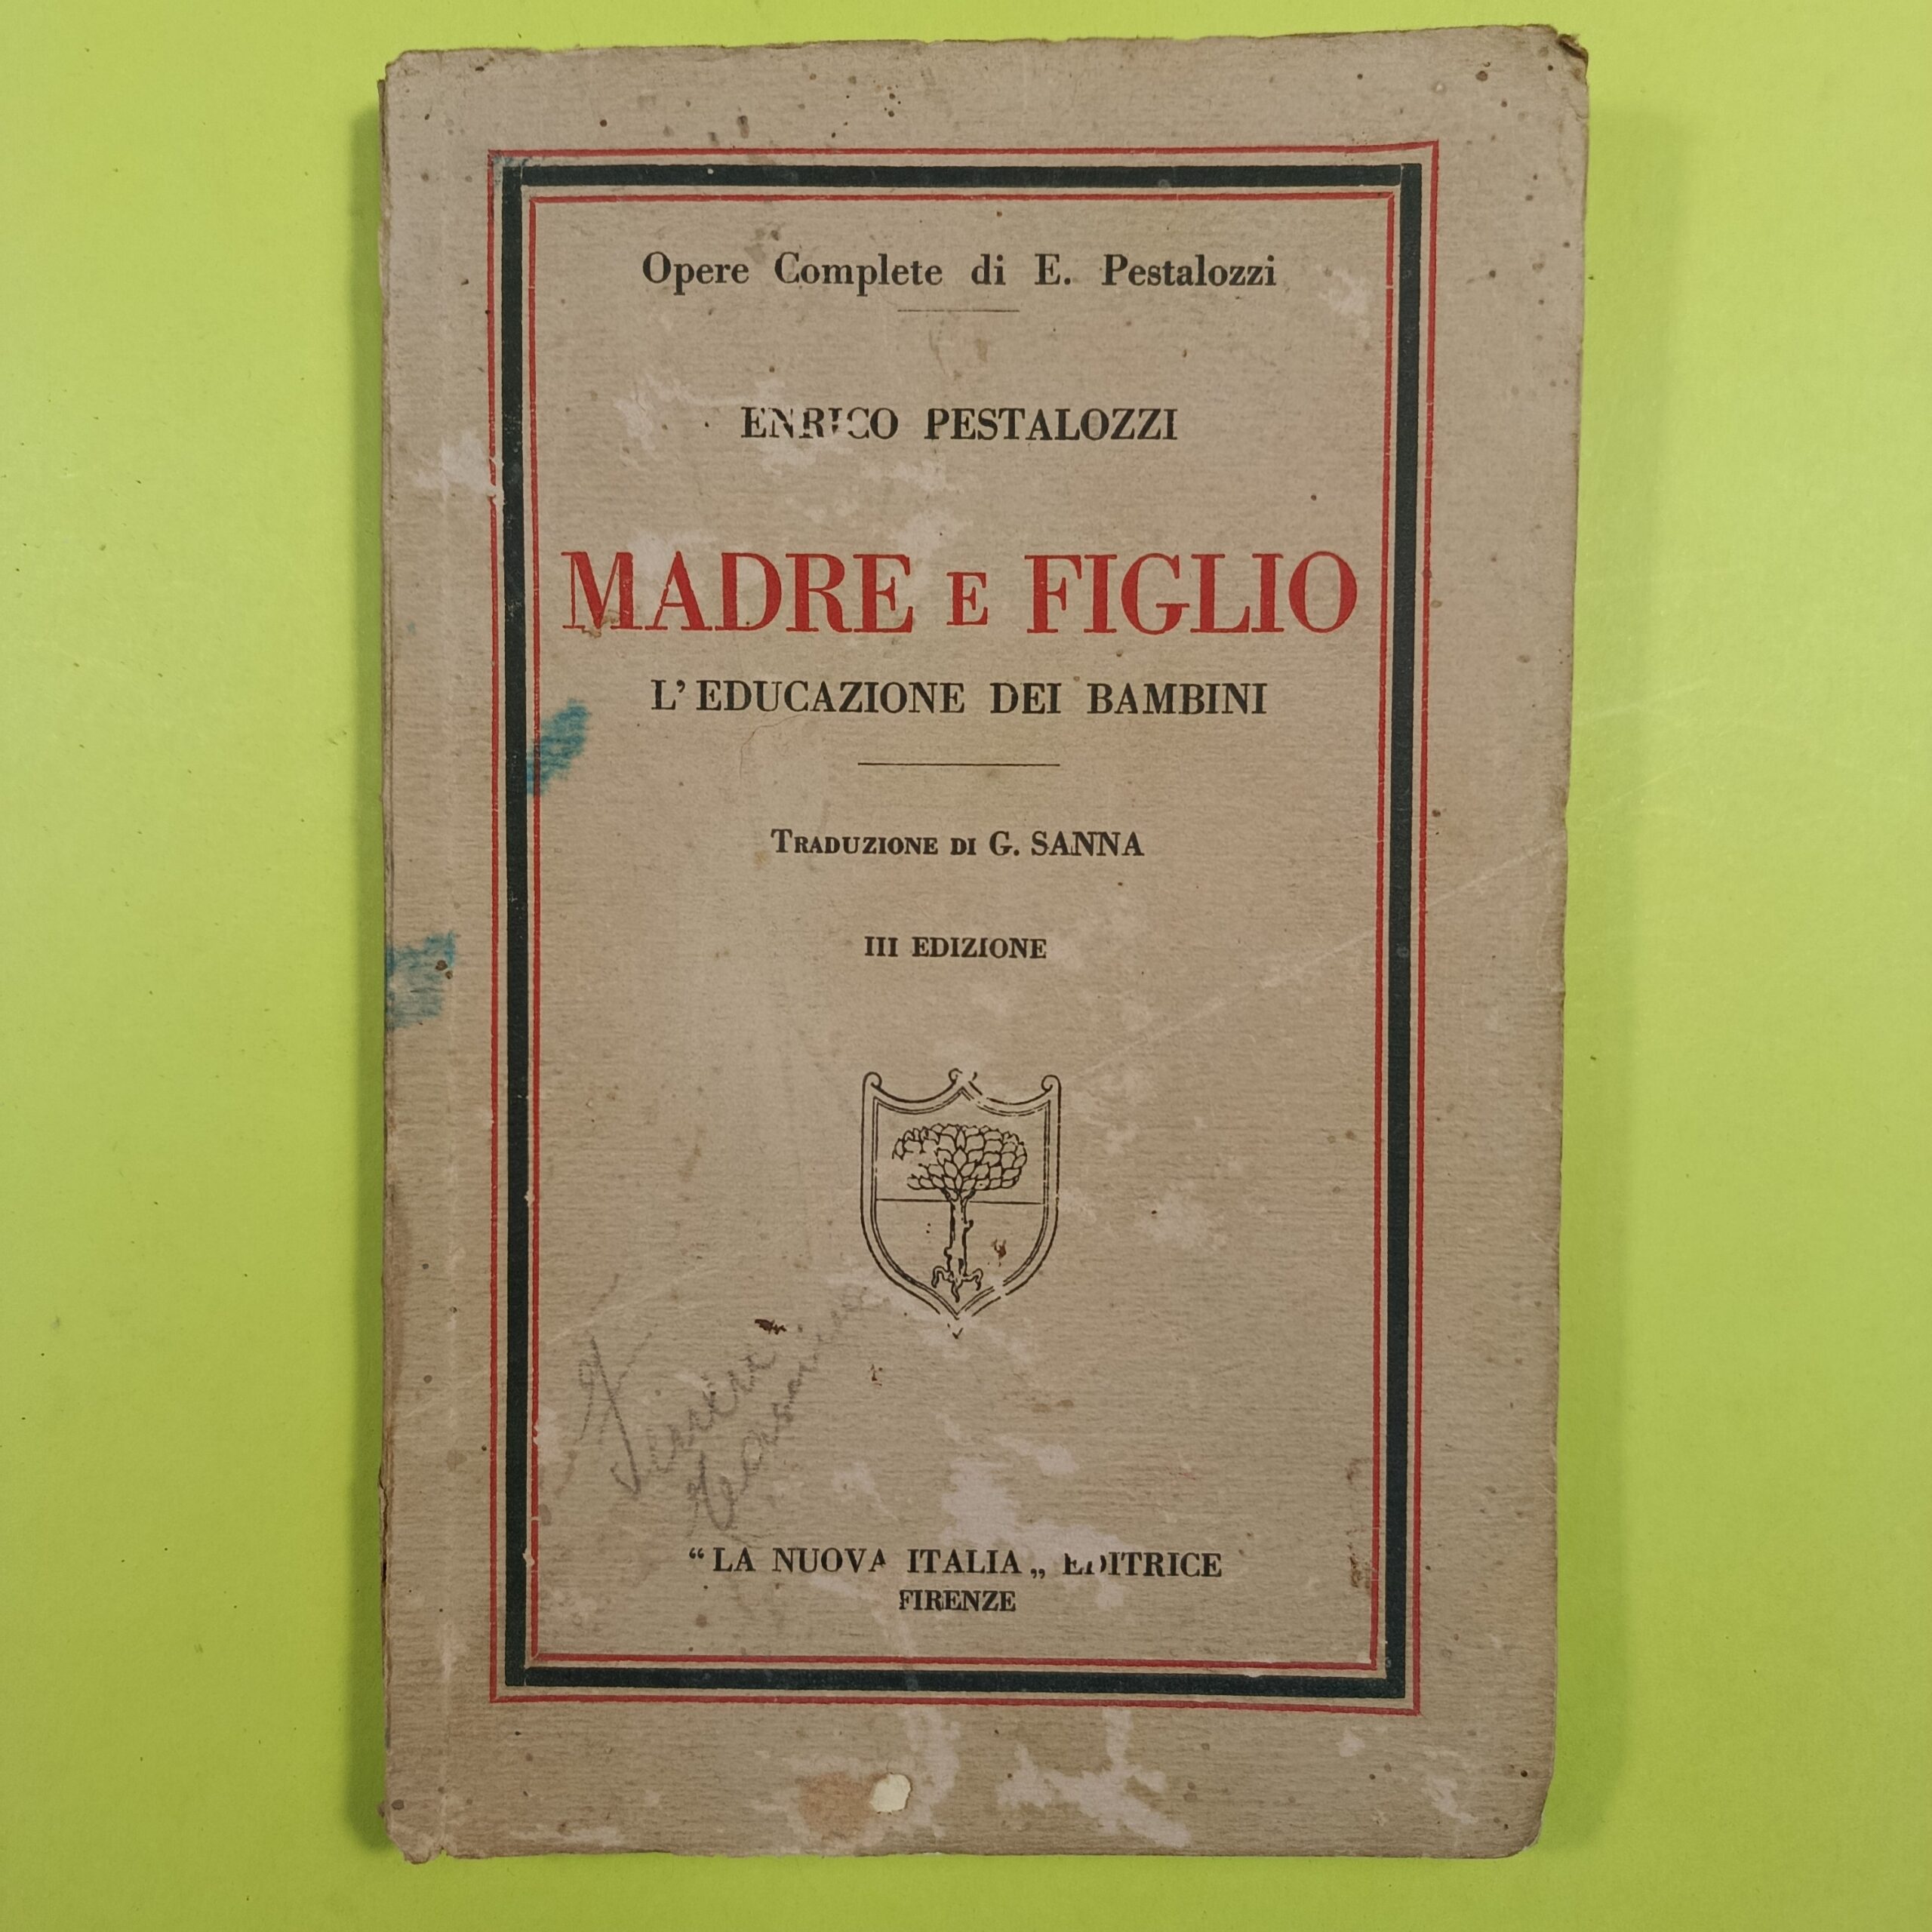 Opere Complete di E. Pestalozzi
ENRICO PESTALOZZI
MADRE E FIGLIO
L'EDUCAZIONE DEI BAMBINI
TRADUZIONE DI G. SANNA
III EDIZIONE
“LA NUOVA ITALIA„ EDITRICE
FIRENZE